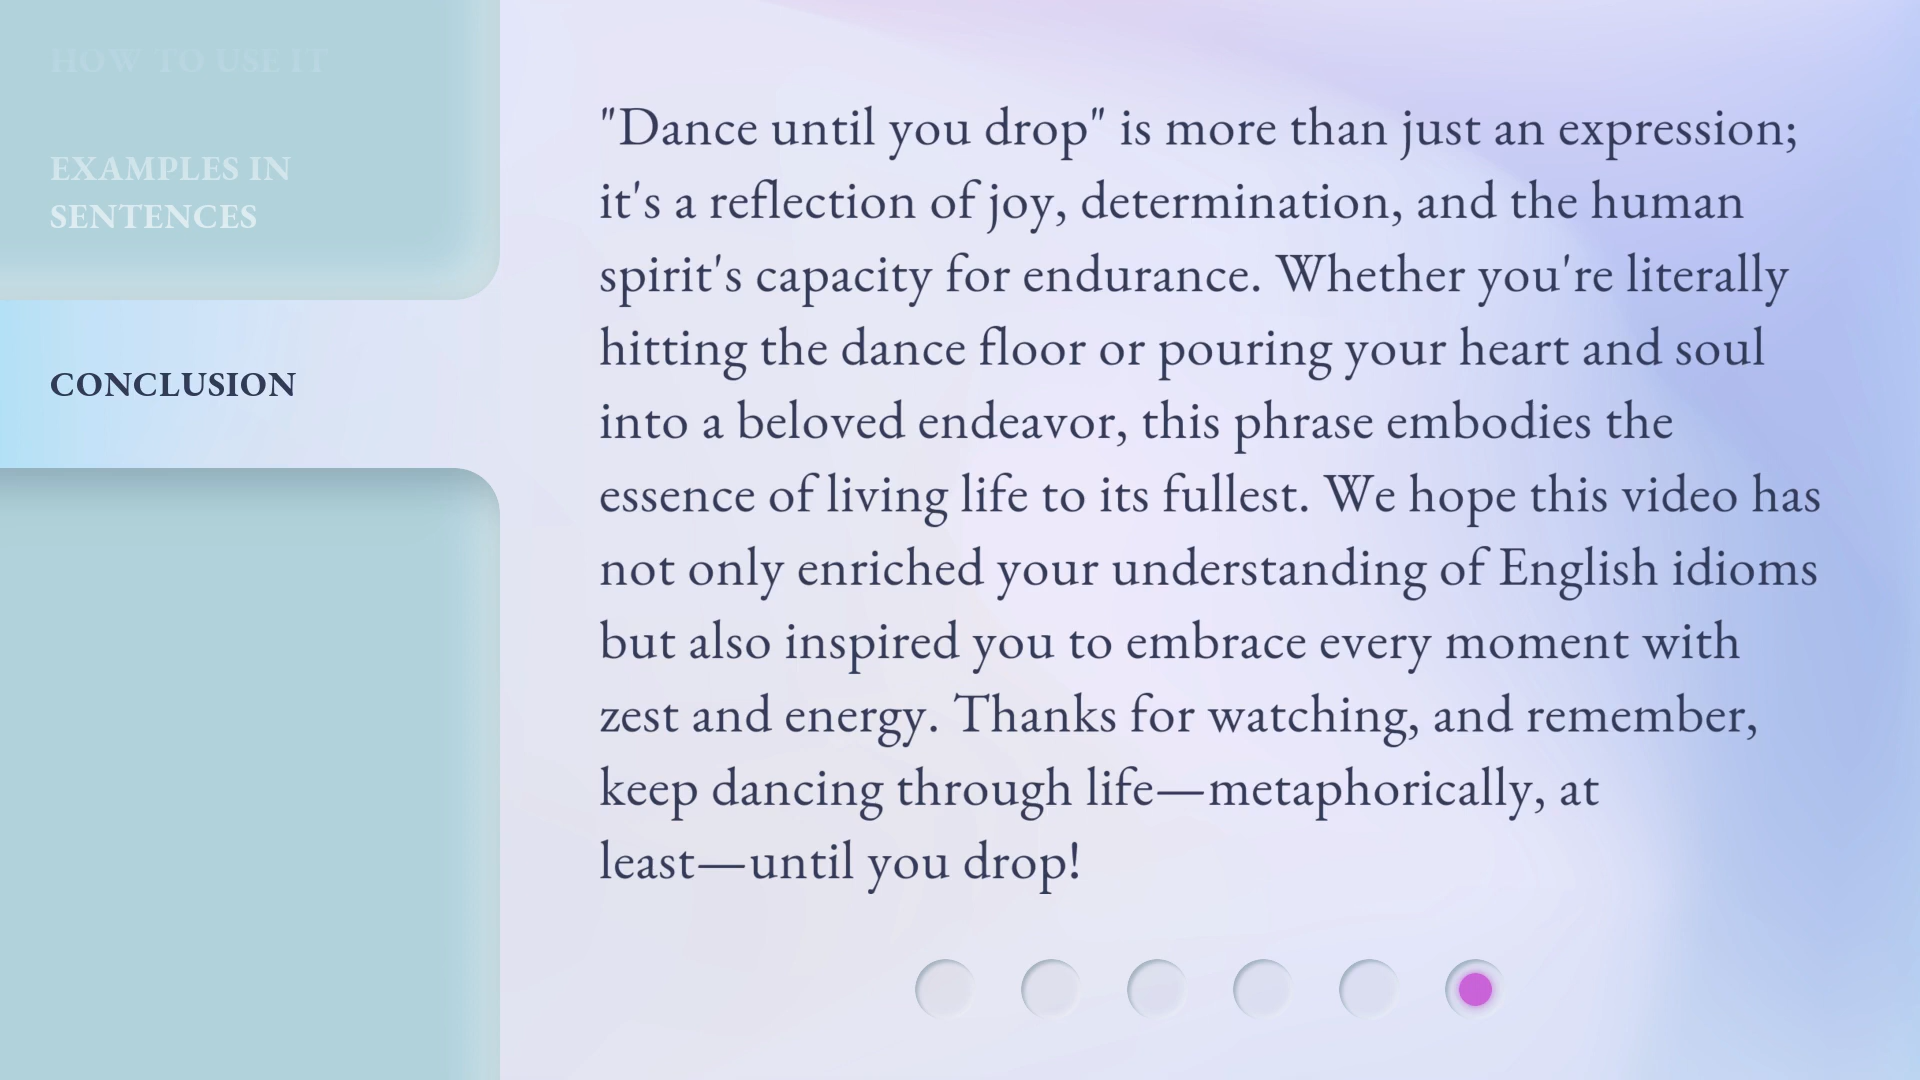 HOW TO USE IT
EXAMPLES IN
SENTENCES
CONCLUSION
"Dance until you drop" is more than just an expression;
it's a reflection of joy, determination, and the human
spirit's capacity for endurance. Whether you're literally
hitting the dance floor or pouring your heart and soul
into a beloved endeavor, this phrase embodies the
essence of living life to its fullest. We hope this video has
not only enriched your understanding of English idioms
but also inspired you to embrace every moment with
zest and energy. Thanks for watching, and remember,
keep dancing through life—metaphorically, at
least—until you drop!